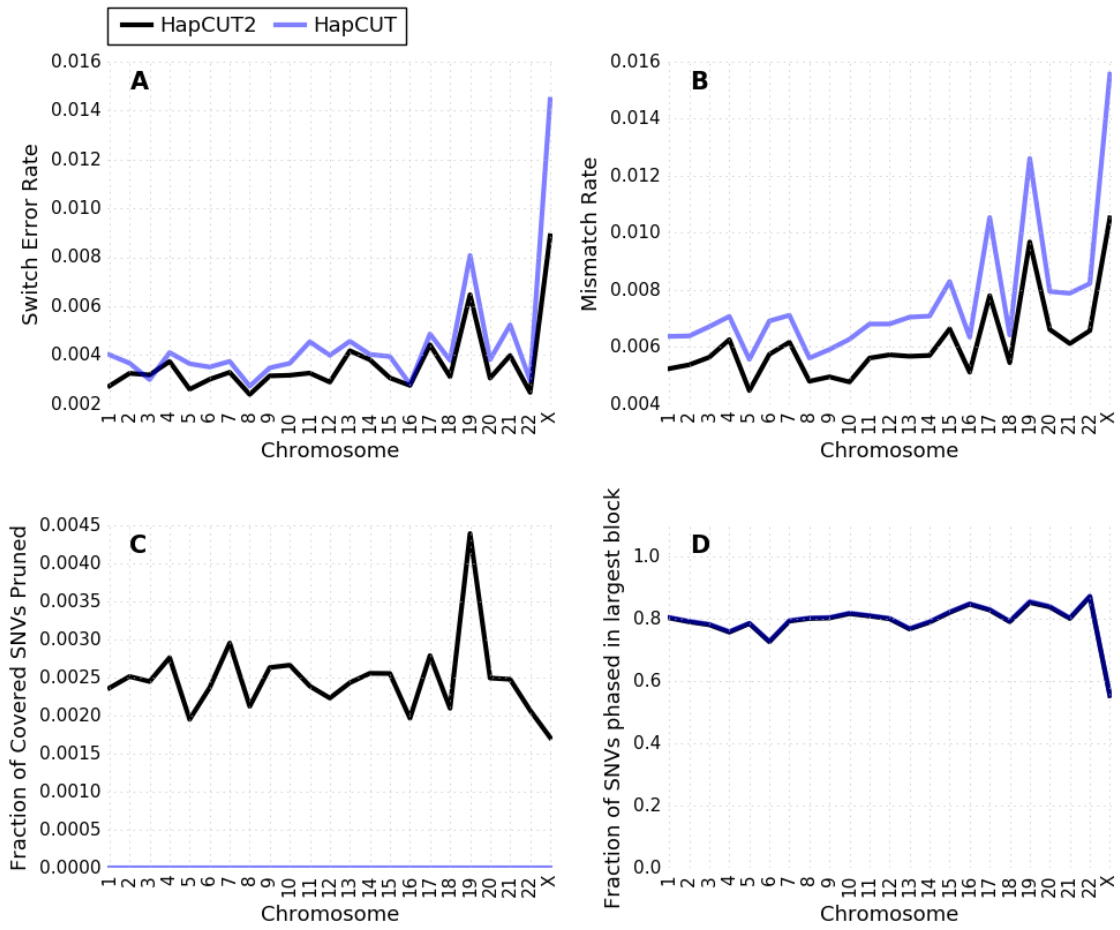 HapCUT2 HapCUT
A
Switch Error Rate
0.016
0.014
0.012
0.010
0.008
0.006
0.004
0.002
1 2 3 4 5 6 7 8 9 10 11 12 13 14 15 16 17 18 19 20 21 22 X
Chromosome
B
Mismatch Rate
0.016
0.014
0.012
0.010
0.008
0.006
0.004
1 2 3 4 5 6 7 8 9 10 11 12 13 14 15 16 17 18 19 20 21 22 X
Chromosome
C
Fraction of Covered SNVs Pruned
0.0045
0.0040
0.0035
0.0030
0.0025
0.0020
0.0015
0.0010
0.0005
0.0000
1 2 3 4 5 6 7 8 9 10 11 12 13 14 15 16 17 18 19 20 21 22 X
Chromosome
D
Fraction of SNVs phased in largest block
1.0
0.8
0.6
0.4
0.2
0.0
1 2 3 4 5 6 7 8 9 10 11 12 13 14 15 16 17 18 19 20 21 22 X
Chromosome